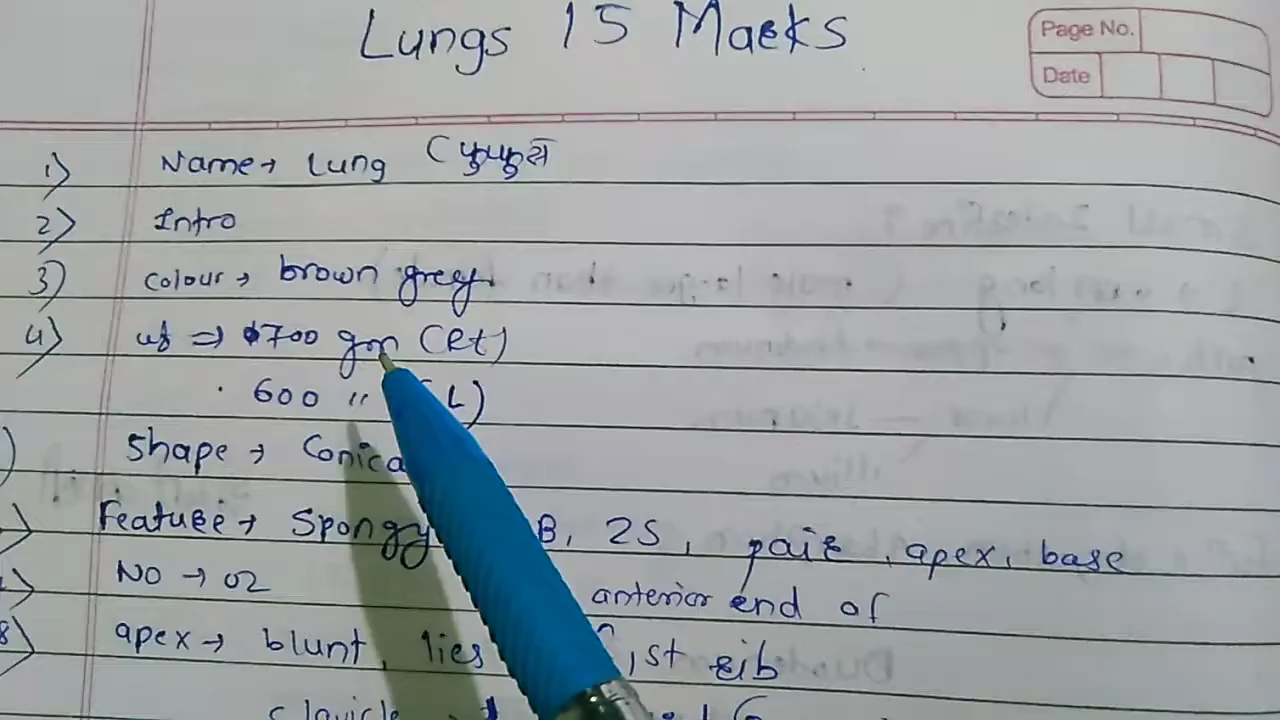 Lungs 15 Marks
Page No.
Date
1) Name → Lung (फुफ्फुस
2) Intro
3) colour → brown grey
4) wt ⇒ 700 gm (Rt)
600 " L)
) Shape → Conica
Feature → Spongy B, 2S, pair, apex, base
NO → 02
anterior end of
8) apex → blunt, lies 1st rib
clavicle